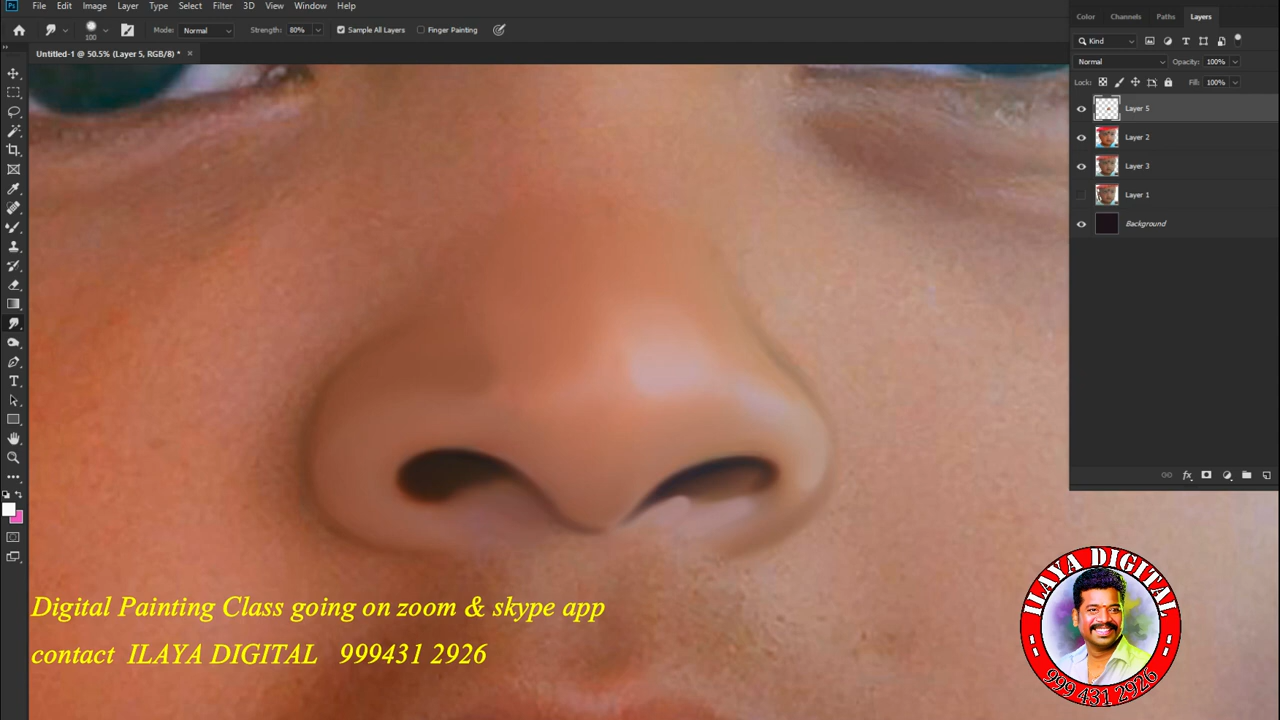 File Edit Image Layer Type Select Filter 3D View Window Help
100 Mode: Normal Strength: 80% Sample All Layers Finger Painting
Untitled-1 @ 50.5% (Layer 5, RGB/8) * ×
Color Channels Paths Layers
Kind
Normal Opacity: 100%
Lock: Fill: 100%
Layer 5
Layer 2
Layer 3
Layer 1
Background
fx
Digital Painting Class going on zoom & skype app
contact ILAYA DIGITAL 999431 2926
ILAYA DIGITAL
999 431 2926